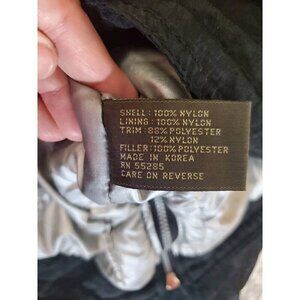 SHELL : 100% NYLON
LINING : 100% NYLON
TRIM : 88% POLYESTER
12% NYLON
FILLER : 100% POLYESTER
MADE IN KOREA
RN 55285
CARE ON REVERSE